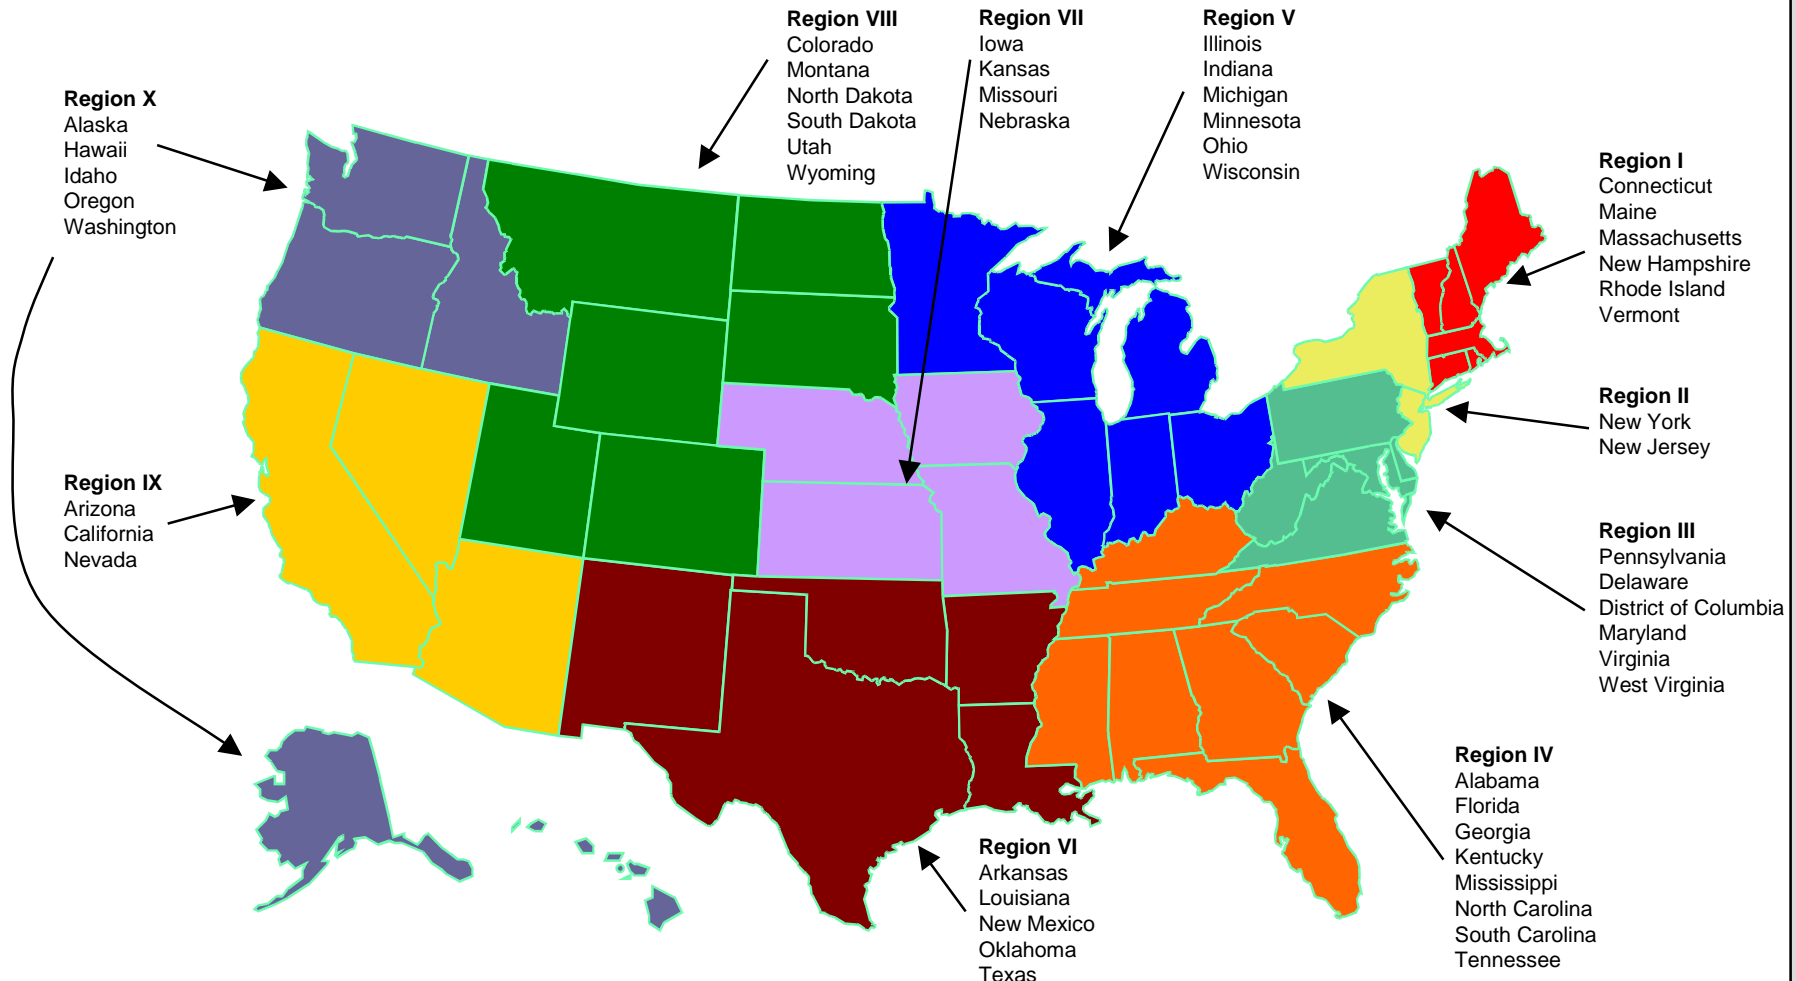 Region VIII
Colorado
Montana
North Dakota
South Dakota
Utah
Wyoming
Region VII
Iowa
Kansas
Missouri
Nebraska
Region V
Illinois
Indiana
Michigan
Minnesota
Ohio
Wisconsin
Region X
Alaska
Hawaii
Idaho
Oregon
Washington
Region I
Connecticut
Maine
Massachusetts
New Hampshire
Rhode Island
Vermont
Region II
New York
New Jersey
Region IX
Arizona
California
Nevada
Region III
Pennsylvania
Delaware
District of Columbia
Maryland
Virginia
West Virginia
Region IV
Alabama
Florida
Georgia
Kentucky
Mississippi
North Carolina
South Carolina
Tennessee
Region VI
Arkansas
Louisiana
New Mexico
Oklahoma
Texas